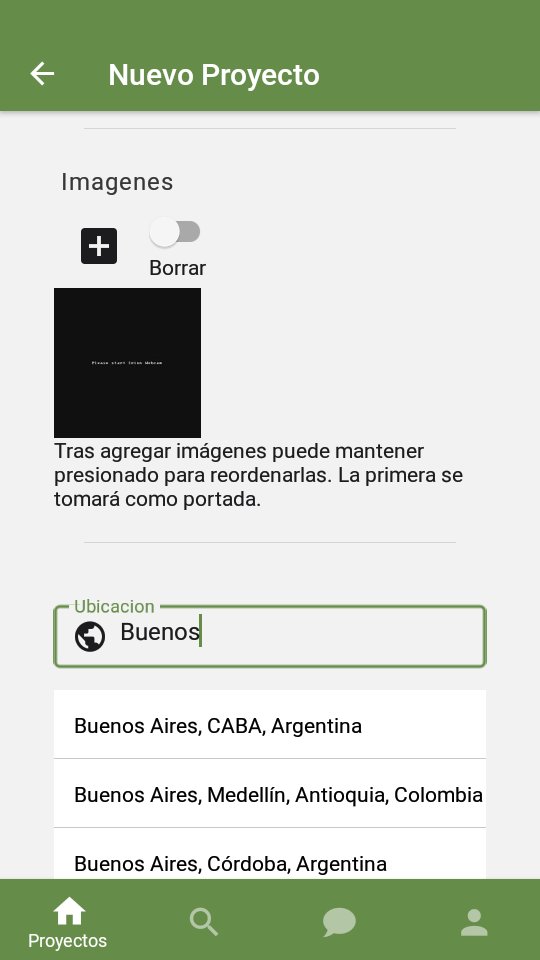 Nuevo Proyecto
Imagenes
Borrar
Please start Iriun Webcam
Tras agregar imágenes puede mantener
presionado para reordenarlas. La primera se
tomará como portada.
Ubicacion
Buenos
Buenos Aires, CABA, Argentina
Buenos Aires, Medellín, Antioquia, Colombia
Buenos Aires, Córdoba, Argentina
Proyectos